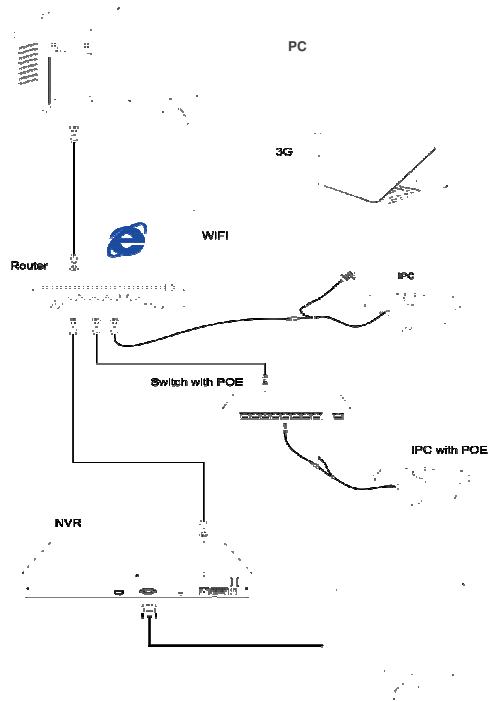 PC
3G
WIFI
Router
IPC
Switch with POE
IPC with POE
NVR